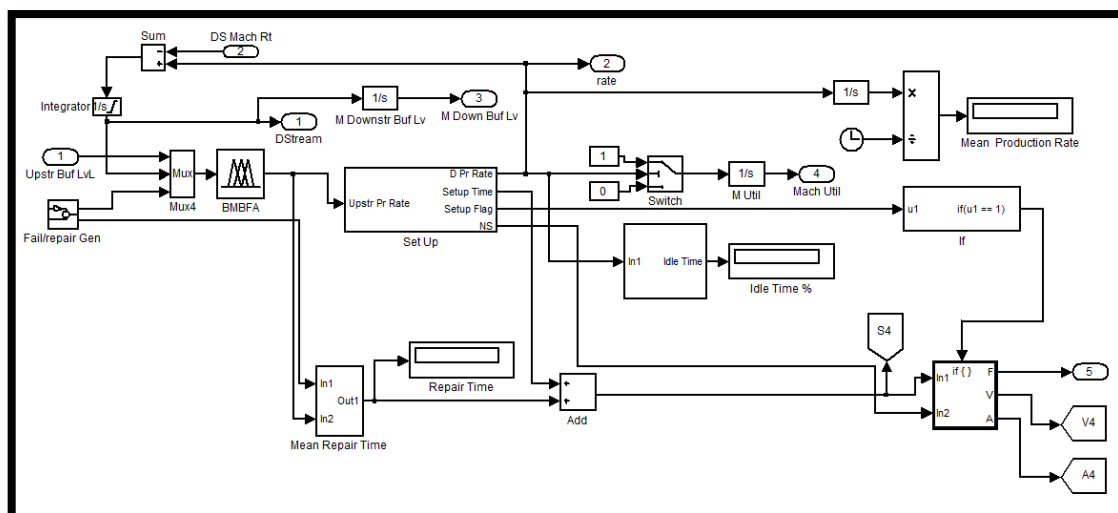 Sum
DS Mach Rt
2
2
rate
Integrator
1/s
1/s
M Downstr Buf Lv
3
M Down Buf Lv
1
DStream
1/s
×
÷
Mean Production Rate
1
Upstr Buf LvL
Mux
Mux4
BMBFA
Fail/repair Gen
Upstr Pr Rate
D Pr Rate
Setup Time
Setup Flag
NS
Set Up
1
0
Switch
1/s
M Util
4
Mach Util
u1
if(u1 == 1)
If
In1
Idle Time
Idle Time %
S4
Repair Time
In1
In2
Out1
Mean Repair Time
+
+
Add
if { }
In1
In2
F
V
A
5
V4
A4